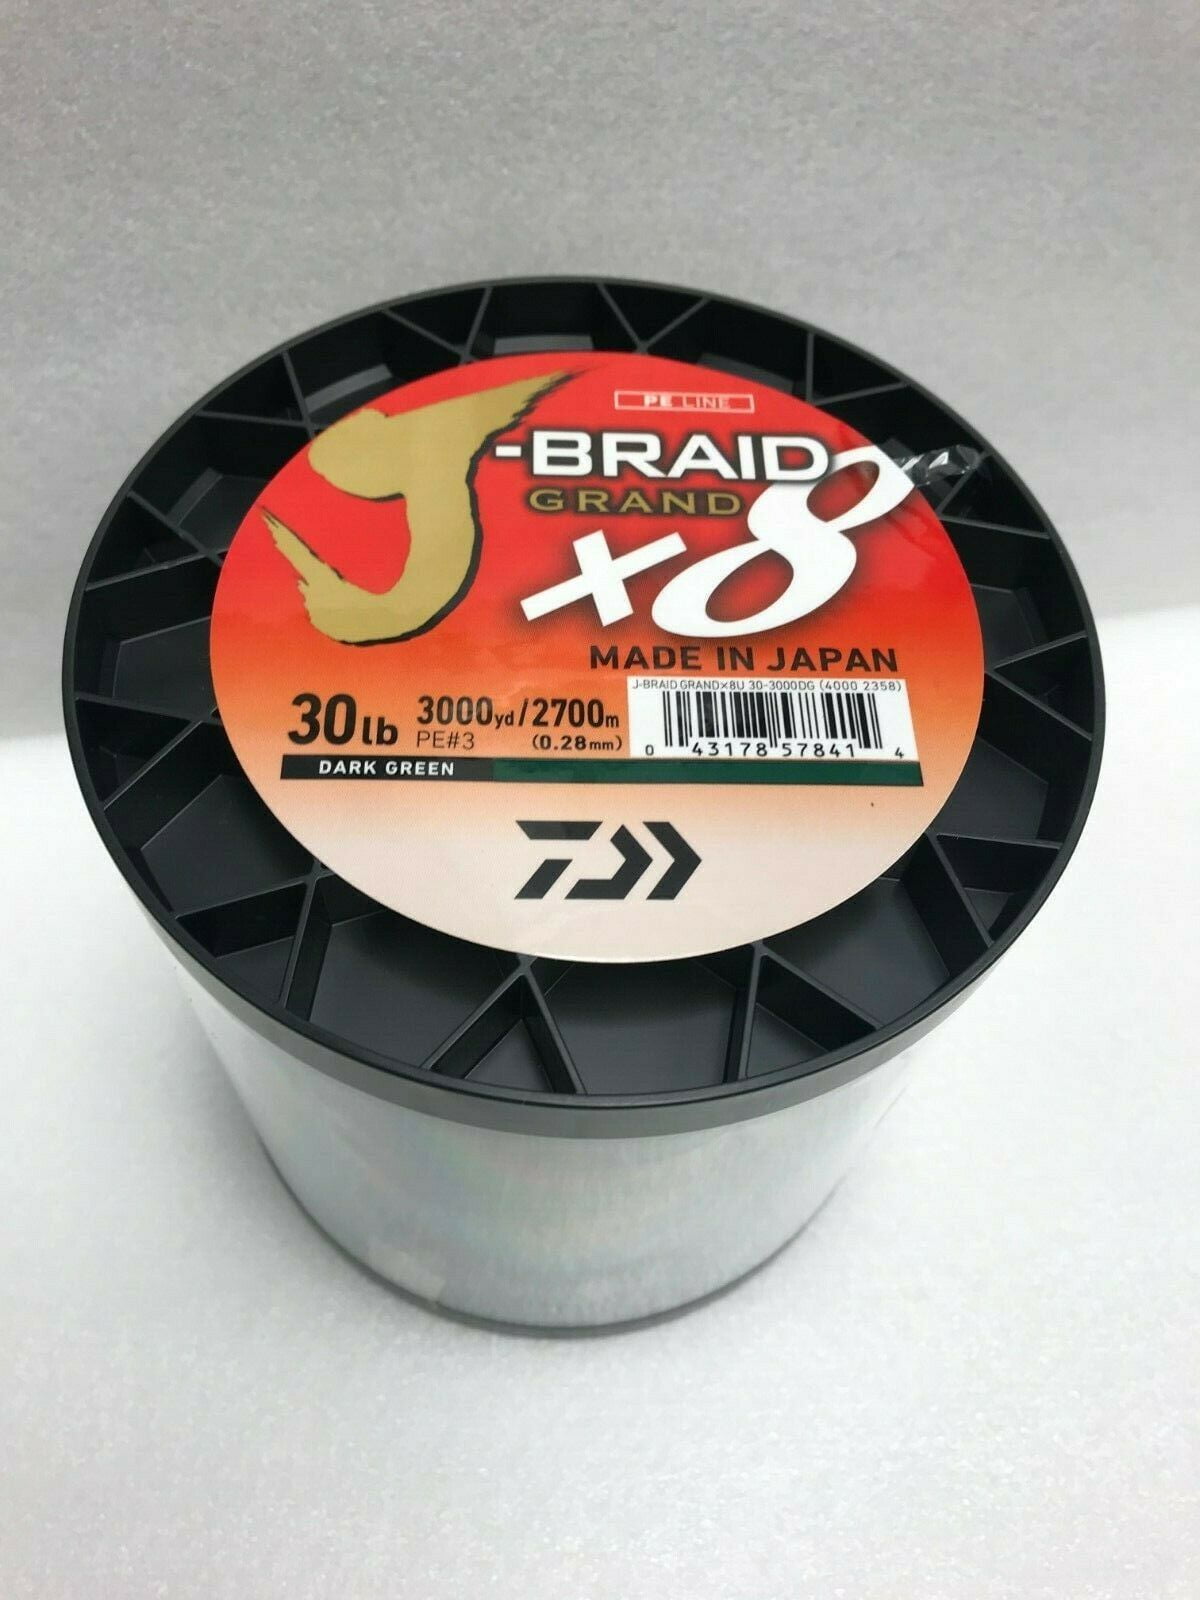 PE LINE
J-BRAID
GRAND
×8
MADE IN JAPAN
J-BRAID GRAND×8U 30-3000DG (4000 2358)
30lb 3000yd/2700m
PE#3 (0.28mm)
0 43178 57841 4
DARK GREEN